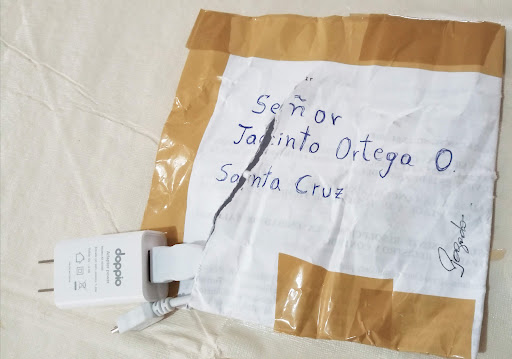 Señor
Jacinto Ortega O.
Santa Cruz
doppio